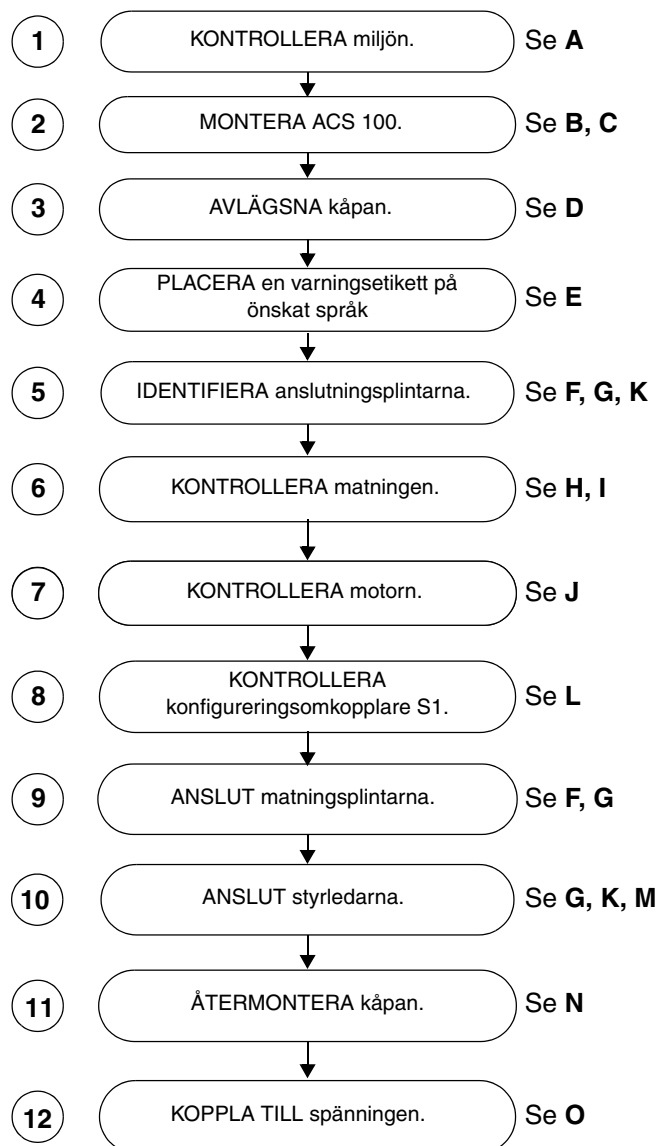 1 KONTROLLERA miljön. Se A
2 MONTERA ACS 100. Se B, C
3 AVLÄGSNA kåpan. Se D
4 PLACERA en varningsetikett på
önskat språk Se E
5 IDENTIFIERA anslutningsplintarna. Se F, G, K
6 KONTROLLERA matningen. Se H, I
7 KONTROLLERA motorn. Se J
8 KONTROLLERA
konfigureringsomkopplare S1. Se L
9 ANSLUT matningsplintarna. Se F, G
10 ANSLUT styrledarna. Se G, K, M
11 ÅTERMONTERA kåpan. Se N
12 KOPPLA TILL spänningen. Se O